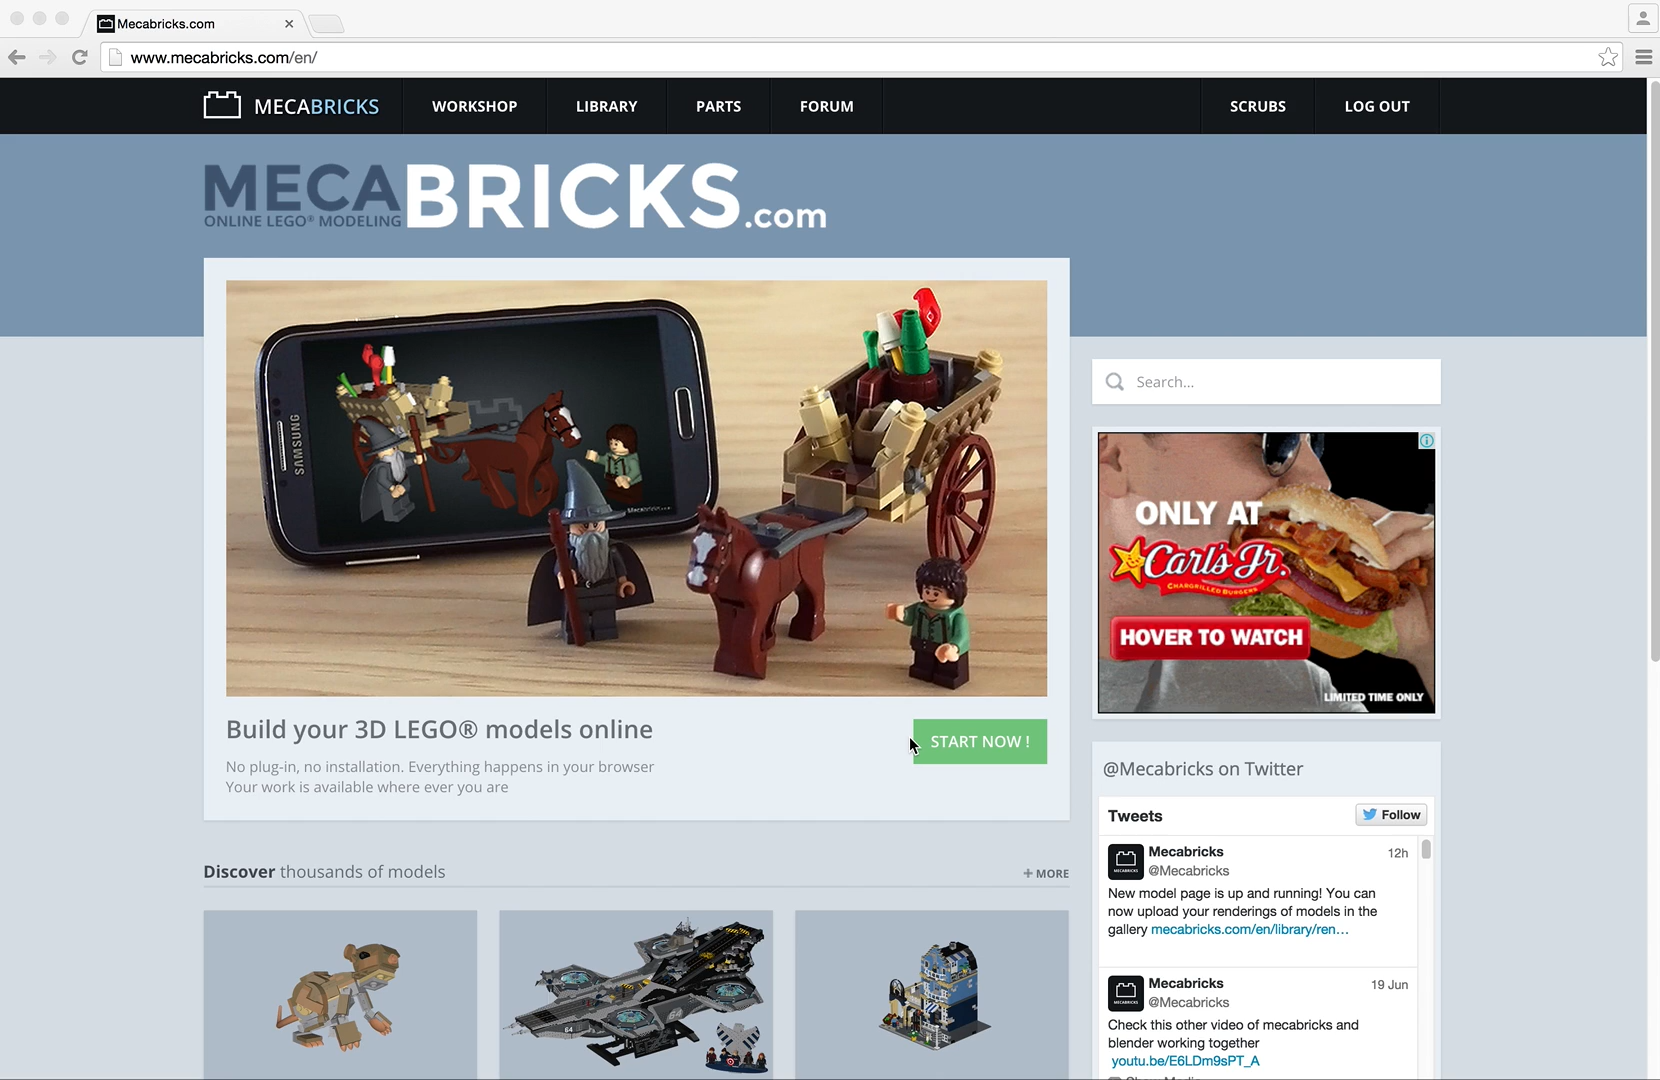 Mecabricks.com
www.mecabricks.com/en/
MECABRICKS
WORKSHOP
LIBRARY
PARTS
FORUM
SCRUBS
LOG OUT
MECABRICKS.com
ONLINE LEGO® MODELING
SAMSUNG
Search...
ONLY AT
Carl's Jr.
CHARGRILLED BURGERS
HOVER TO WATCH
LIMITED TIME ONLY
Build your 3D LEGO® models online
START NOW !
No plug-in, no installation. Everything happens in your browser
Your work is available where ever you are
@Mecabricks on Twitter
Tweets
Follow
Mecabricks
12h
@Mecabricks
New model page is up and running! You can
now upload your renderings of models in the
gallery mecabricks.com/en/library/ren…
Mecabricks
19 Jun
@Mecabricks
Check this other video of mecabricks and
blender working together
youtu.be/E6LDm9sPT_A
Discover thousands of models
+ MORE
64
64